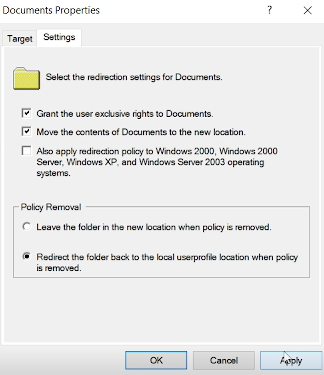 Documents Properties
?
Target
Settings
Select the redirection settings for Documents.
Grant the user exclusive rights to Documents.
Move the contents of Documents to the new location.
Also apply redirection policy to Windows 2000, Windows 2000
Server, Windows XP, and Windows Server 2003 operating
systems.
Policy Removal
Leave the folder in the new location when policy is removed.
Redirect the folder back to the local userprofile location when policy
is removed.
OK
Cancel
Apply